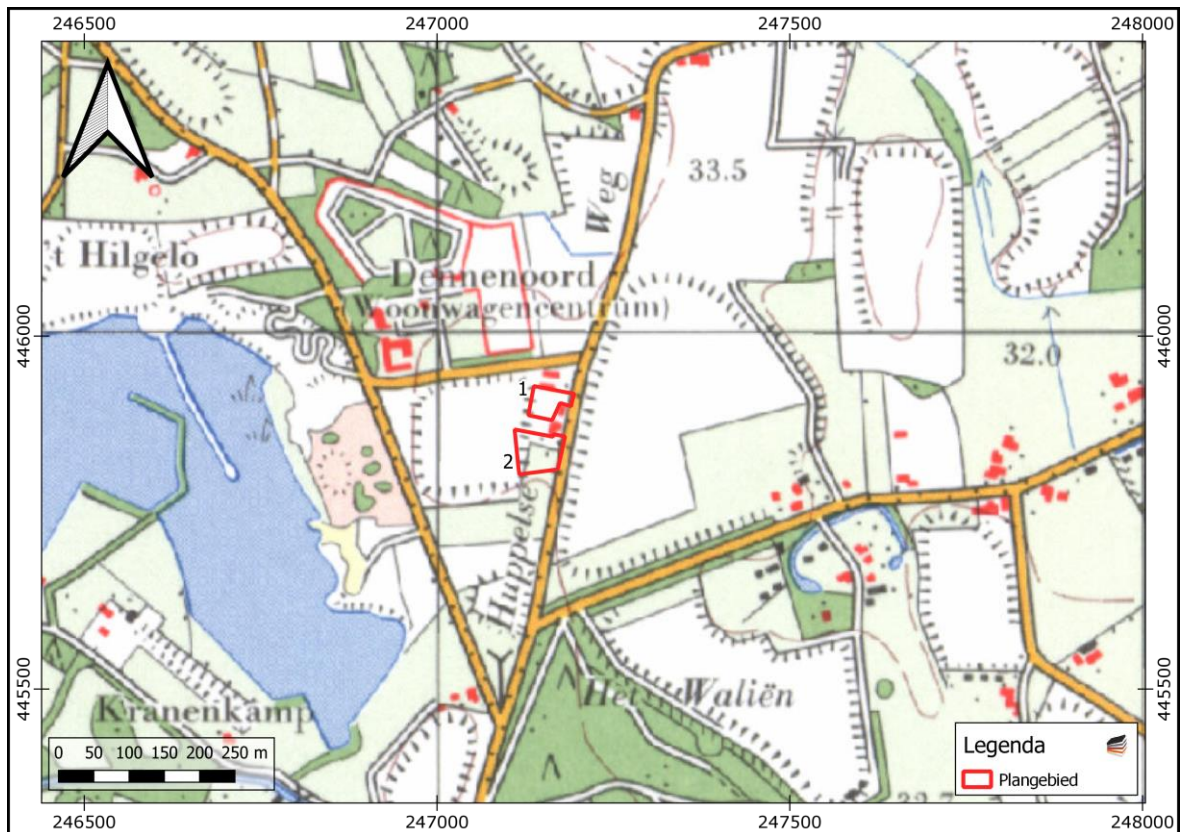 246500
247000
247500
248000
446000
445500
446000
445500
Weg
33.5
't Hilgelo
Dennenoord
(Woonwagencentrum)
32.0
1
2
Huppelse
Het Waliën
Kranenkamp
0 50 100 150 200 250 m
Legenda
Plangebied
246500
247000
247500
248000